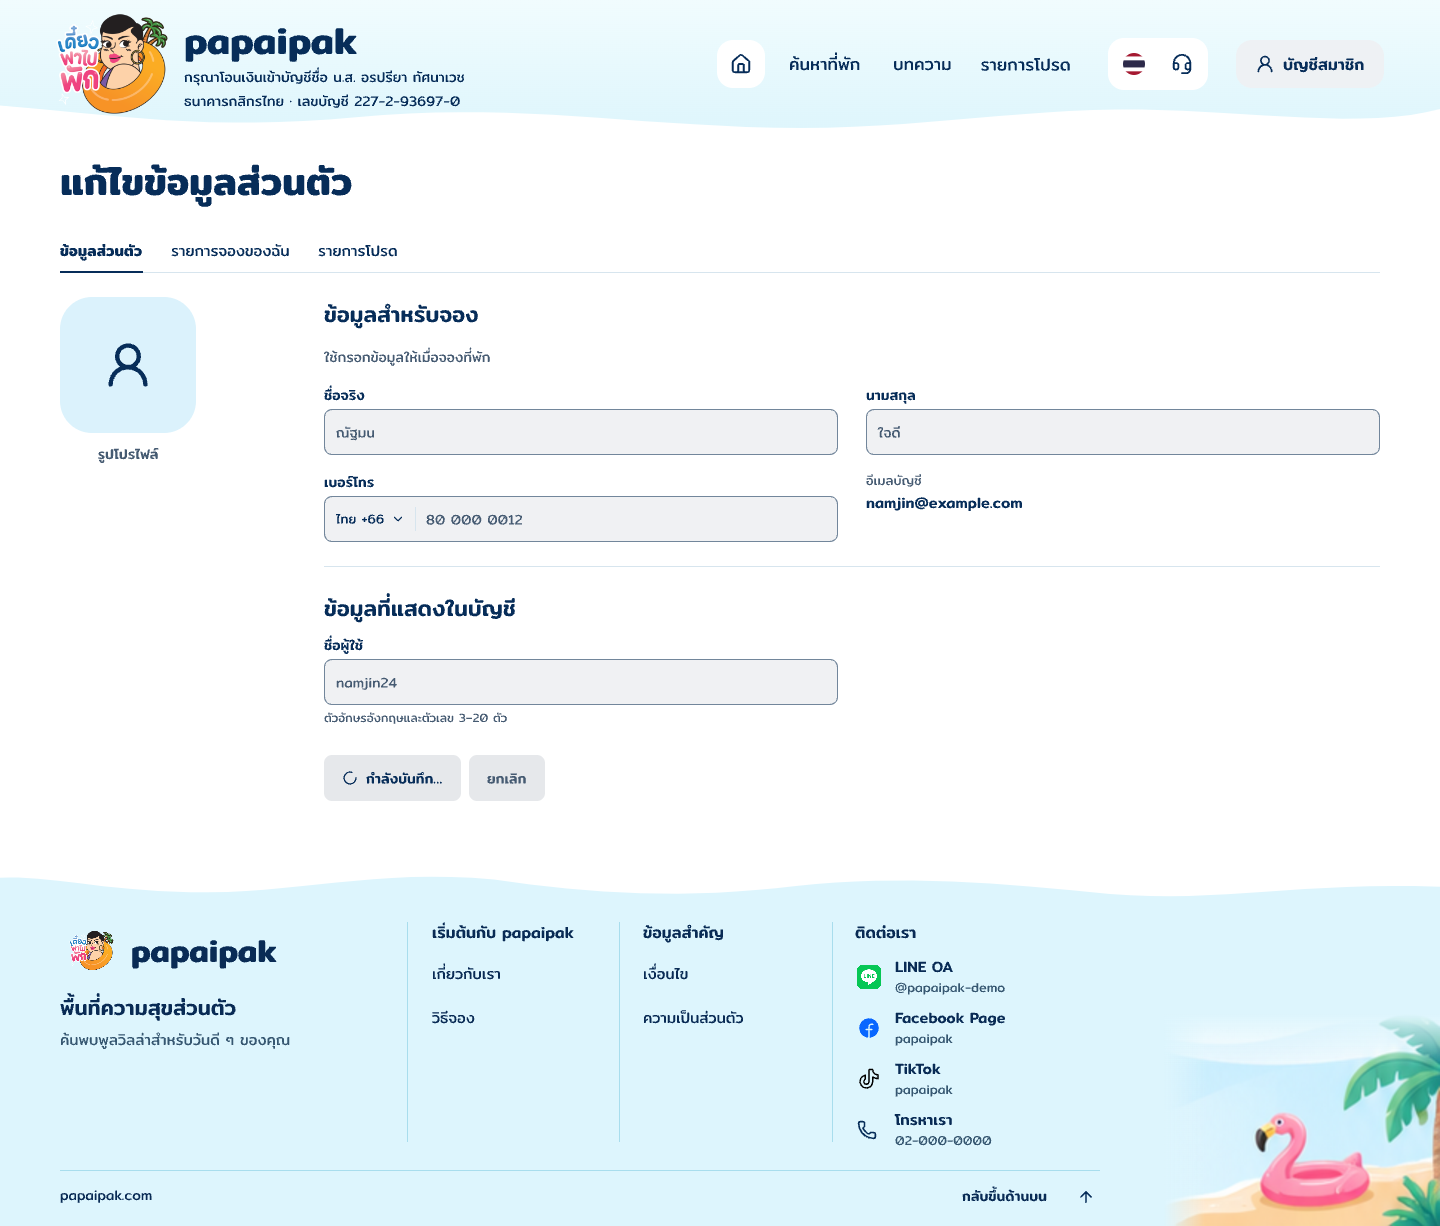 เดี๋ยว
พาไป
พัก
papaipak
กรุณาโอนเงินเข้าบัญชีชื่อ น.ส. อรปรียา ทัศนาเวช
ธนาคารกสิกรไทย · เลขบัญชี 227-2-93697-0
ค้นหาที่พัก
บทความ
รายการโปรด
บัญชีสมาชิก
แก้ไขข้อมูลส่วนตัว
ข้อมูลส่วนตัว
รายการจองของฉัน
รายการโปรด
รูปโปรไฟล์
ข้อมูลสำหรับจอง
ใช้กรอกข้อมูลให้เมื่อจองที่พัก
ชื่อจริง
นามสกุล
ณัฐมน
ใจดี
เบอร์โทร
อีเมลบัญชี
ไทย +66
80 000 0012
namjin@example.com
ข้อมูลที่แสดงในบัญชี
ชื่อผู้ใช้
namjin24
ตัวอักษรอังกฤษและตัวเลข 3–20 ตัว
กำลังบันทึก...
ยกเลิก
เดี๋ยว
พาไป
พัก
papaipak
พื้นที่ความสุขส่วนตัว
ค้นพบพูลวิลล่าสำหรับวันดี ๆ ของคุณ
เริ่มต้นกับ papaipak
เกี่ยวกับเรา
วิธีจอง
ข้อมูลสำคัญ
เงื่อนไข
ความเป็นส่วนตัว
ติดต่อเรา
LINE
LINE OA
@papaipak-demo
Facebook Page
papaipak
TikTok
papaipak
โทรหาเรา
02-000-0000
papaipak.com
กลับขึ้นด้านบน